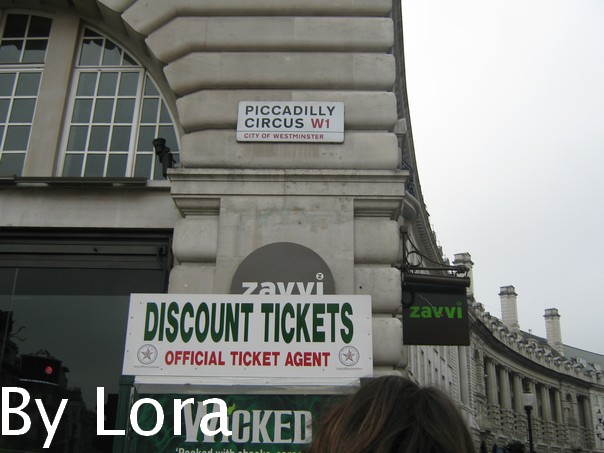 PICCADILLY
CIRCUS W1
CITY OF WESTMINSTER
zavvi
zavvi
DISCOUNT TICKETS
OFFICIAL TICKET AGENT
By Lora
WICKED